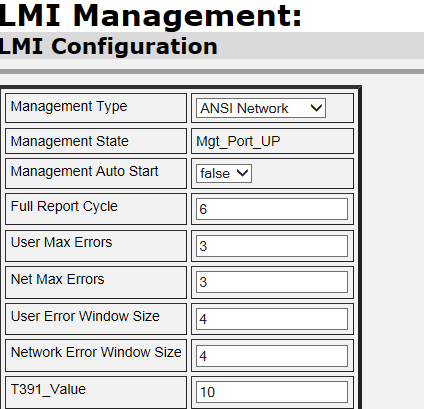 LMI Management:
LMI Configuration
Management Type ANSI Network
Management State Mgt_Port_UP
Management Auto Start false
Full Report Cycle 6
User Max Errors 3
Net Max Errors 3
User Error Window Size 4
Network Error Window Size 4
T391_Value 10